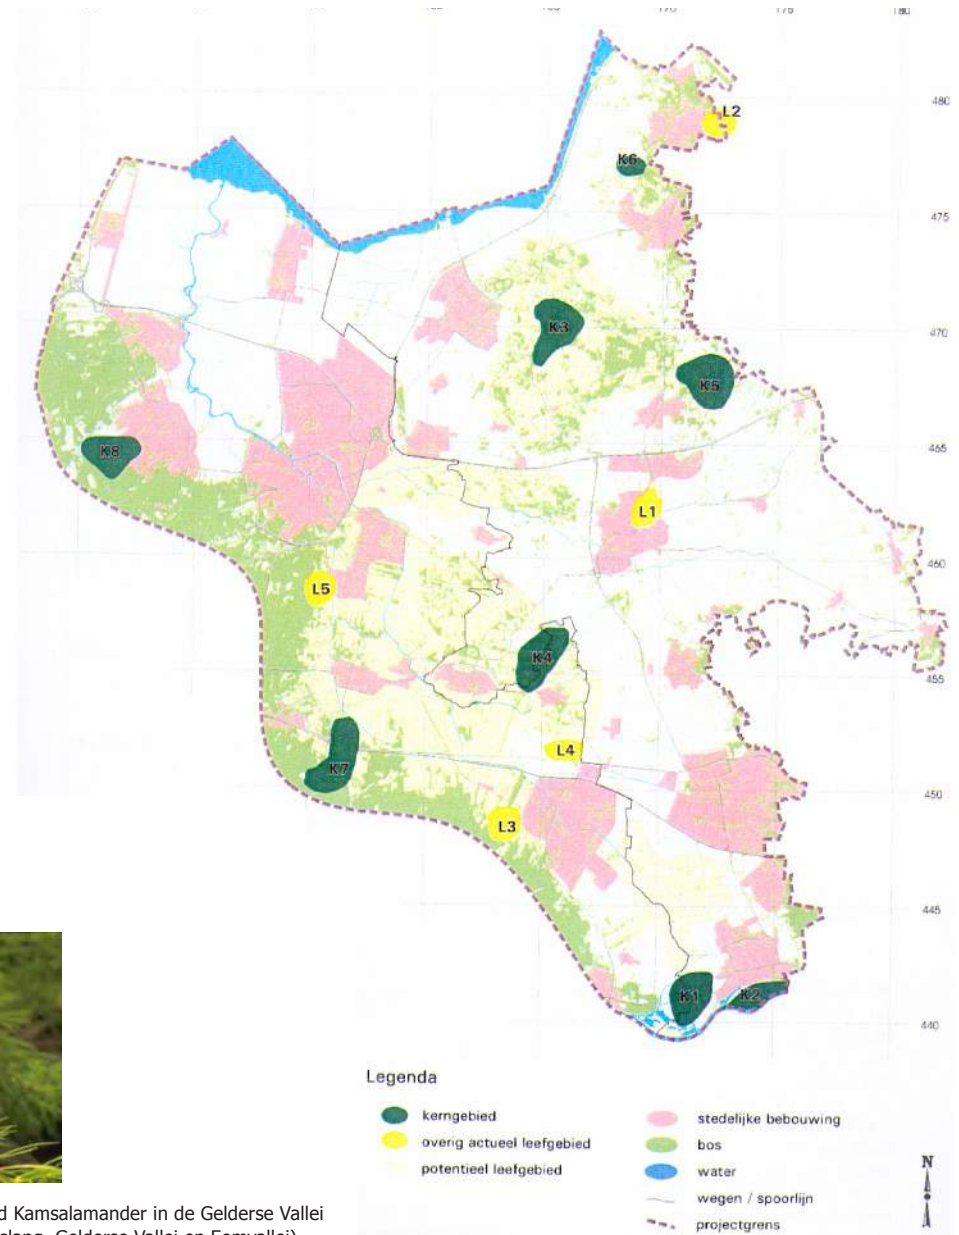 175
480
L2
K6
475
K3
470
K5
K8
465
L1
460
L5
K4
455
L4
K7
450
L3
445
K1
K2
440
Legenda
kerngebied
overig actueel leefgebied
potentieel leefgebied
stedelijke bebouwing
bos
water
wegen / spoorlijn
projectgrens
N
d Kamsalamander in de Gelderse Vallei